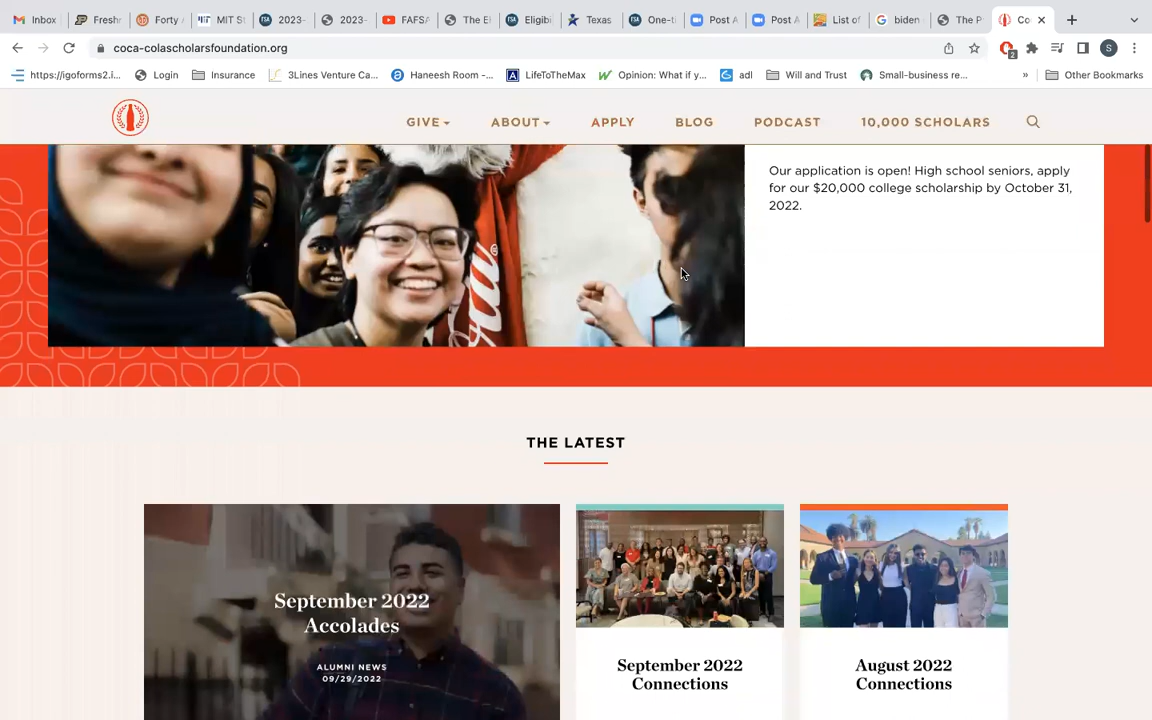 Inbox
Freshr
Forty
MIT S
2023-
2023-
FAFSA
The E
Eligibi
Texas
One-ti
Post A
Post A
List of
biden
The P
Co
coca-colascholarsfoundation.org
https://igoforms2.i...
Login
Insurance
3Lines Venture Ca...
Haneesh Room -...
LifeToTheMax
Opinion: What if y...
adl
Will and Trust
Small-business re...
»
Other Bookmarks
GIVE
ABOUT
APPLY
BLOG
PODCAST
10,000 SCHOLARS
Our application is open! High school seniors, apply
for our $20,000 college scholarship by October 31,
2022.
THE LATEST
September 2022
Accolades
ALUMNI NEWS
09/29/2022
September 2022
Connections
August 2022
Connections